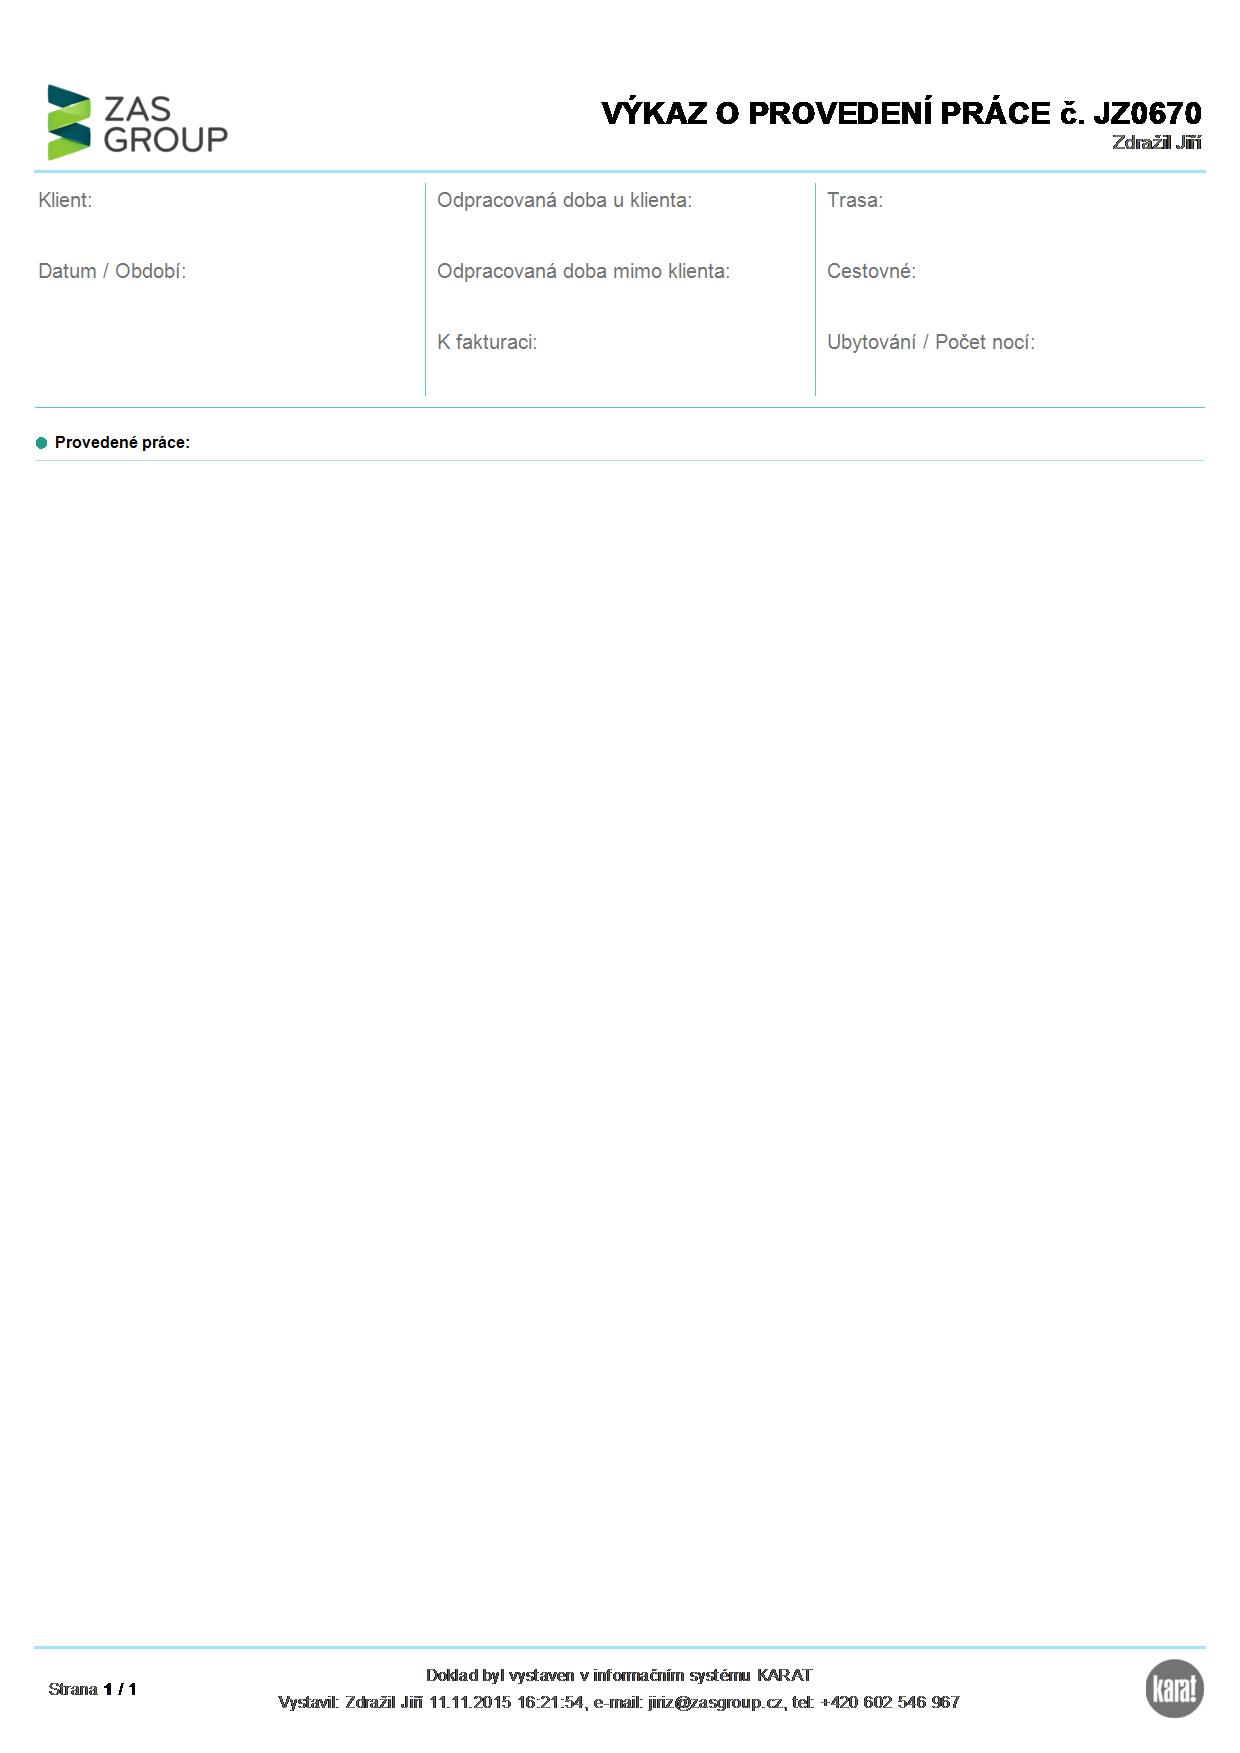 ZAS
GROUP
VÝKAZ O PROVEDENÍ PRÁCE č. JZ0670
Zdražil Jiří
Klient:
Odpracovaná doba u klienta:
Trasa:
Datum / Období:
Odpracovaná doba mimo klienta:
Cestovné:
K fakturaci:
Ubytování / Počet nocí:
Provedené práce:
Doklad byl vystaven v informačním systému KARAT
Strana 1 / 1
Vystavil: Zdražil Jiří 11.11.2015 16:21:54, e-mail: jiriz@zasgroup.cz, tel: +420 602 546 967
karat